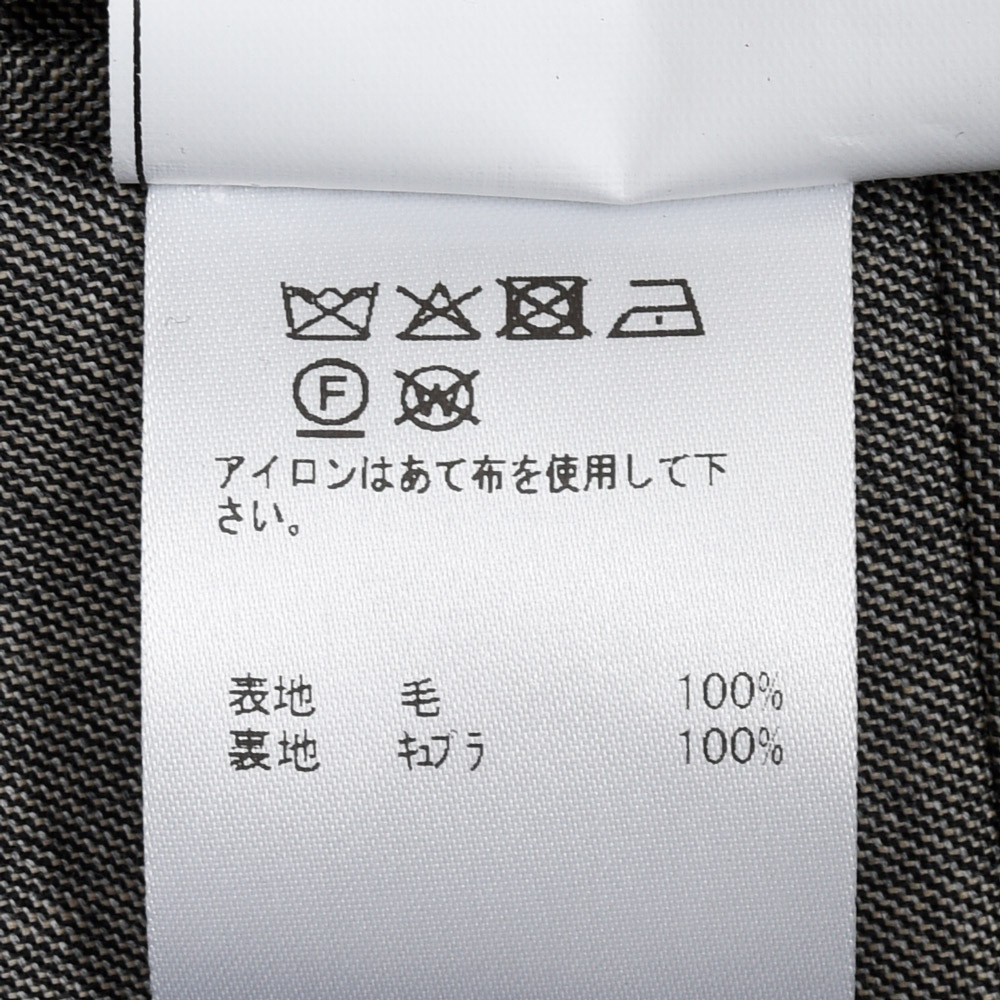 F W
アイロンはあて布を使用して下
さい。
表地 毛 100%
裏地 キュプラ 100%